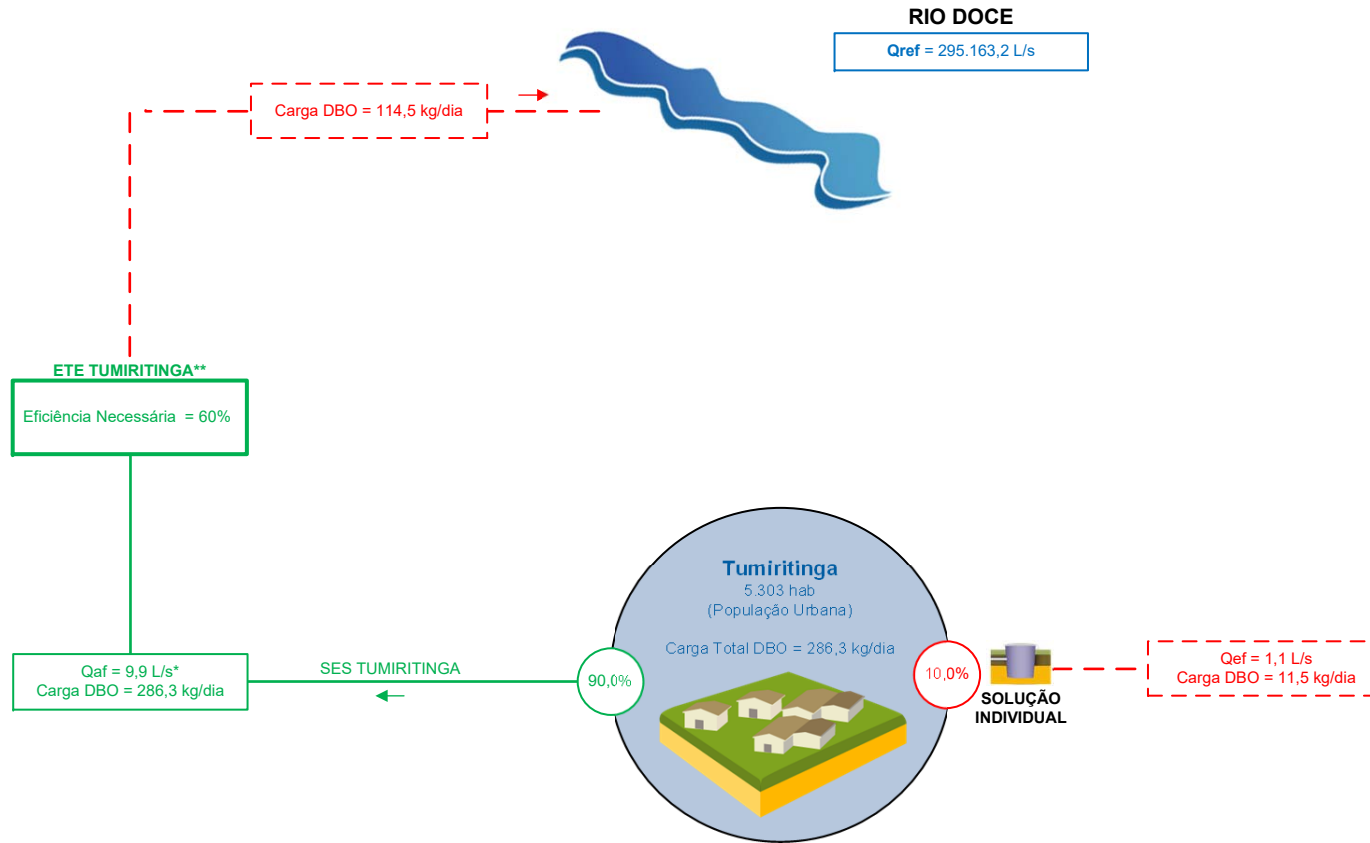 RIO DOCE
Qref = 295.163,2 L/s
Carga DBO = 114,5 kg/dia
ETE TUMIRITINGA**
Eficiência Necessária = 60%
Qaf = 9,9 L/s*
Carga DBO = 286,3 kg/dia
SES TUMIRITINGA
90,0%
Tumiritinga
5.303 hab
(População Urbana)
Carga Total DBO = 286,3 kg/dia
10,0%
SOLUÇÃO
INDIVIDUAL
Qef = 1,1 L/s
Carga DBO = 11,5 kg/dia